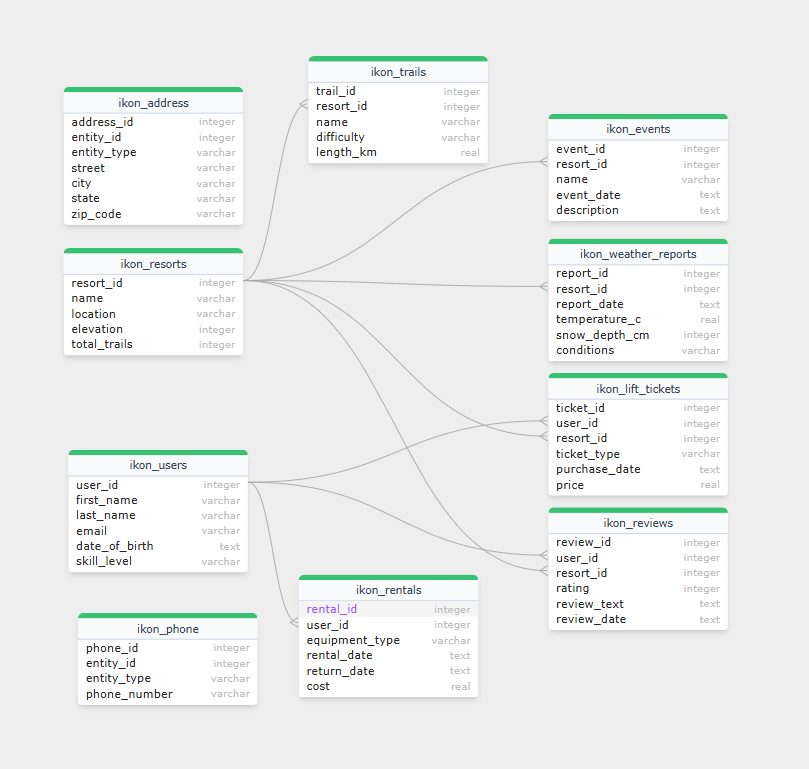 ikon_address
address_id integer
entity_id integer
entity_type varchar
street varchar
city varchar
state varchar
zip_code varchar
ikon_trails
trail_id integer
resort_id integer
name varchar
difficulty varchar
length_km real
ikon_events
event_id integer
resort_id integer
name varchar
event_date text
description text
ikon_resorts
resort_id integer
name varchar
location varchar
elevation integer
total_trails integer
ikon_weather_reports
report_id integer
resort_id integer
report_date text
temperature_c real
snow_depth_cm integer
conditions varchar
ikon_lift_tickets
ticket_id integer
user_id integer
resort_id integer
ticket_type varchar
purchase_date text
price real
ikon_users
user_id integer
first_name varchar
last_name varchar
email varchar
date_of_birth text
skill_level varchar
ikon_reviews
review_id integer
user_id integer
resort_id integer
rating integer
review_text text
review_date text
ikon_rentals
rental_id integer
user_id integer
equipment_type varchar
rental_date text
return_date text
cost real
ikon_phone
phone_id integer
entity_id integer
entity_type varchar
phone_number varchar